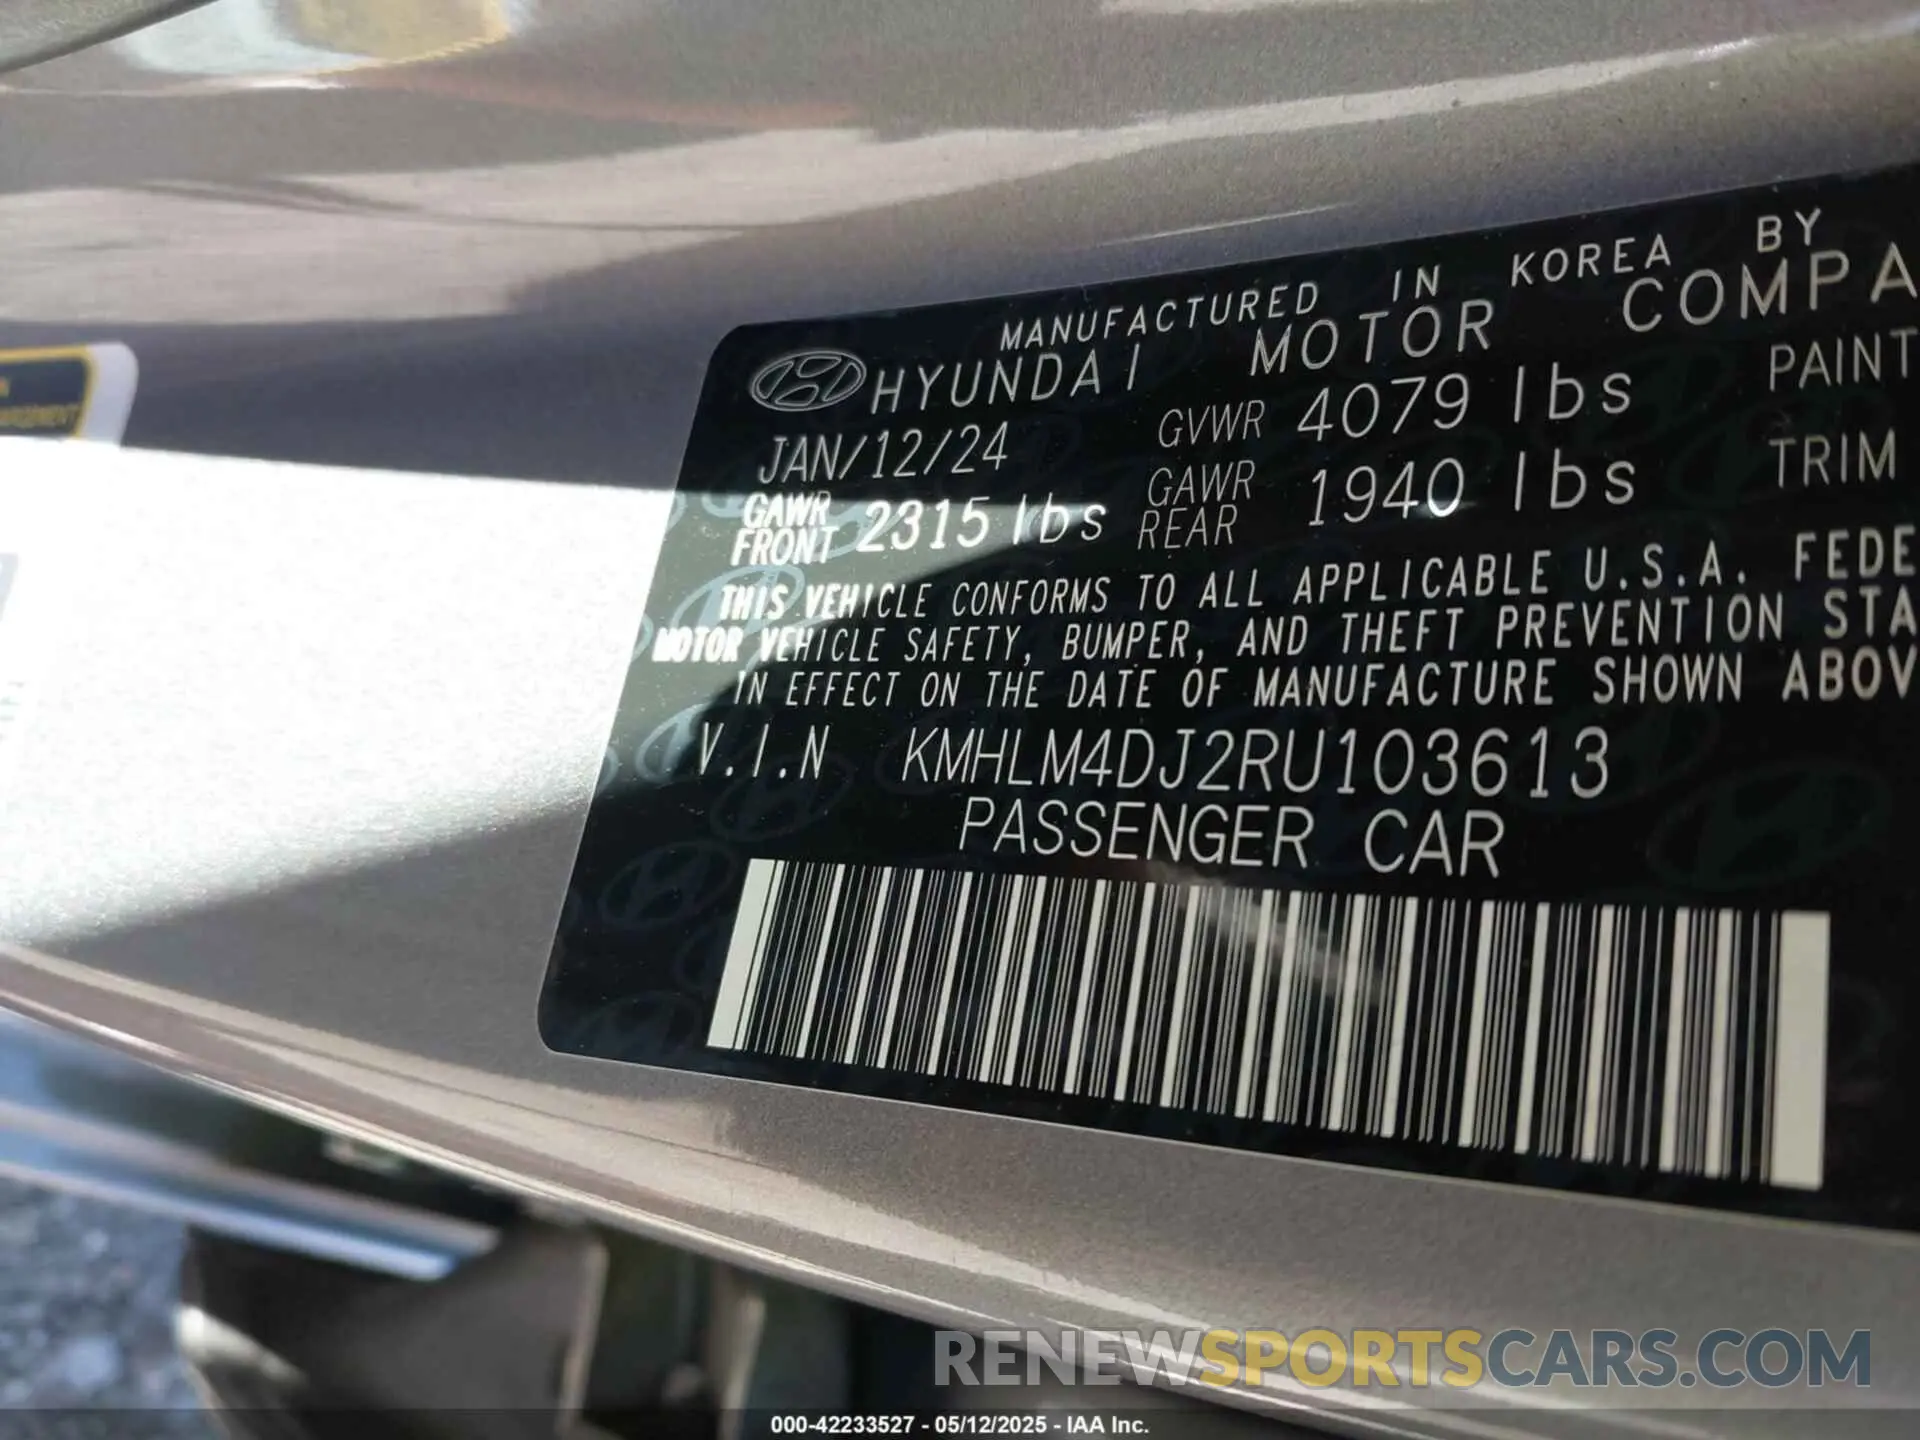 MANUFACTURED IN KOREA BY
HYUNDAI MOTOR COMPA
JAN/12/24 GVWR 4079 lbs PAINT
GAWR FRONT 2315 lbs GAWR REAR 1940 lbs TRIM
THIS VEHICLE CONFORMS TO ALL APPLICABLE U.S.A. FEDE
MOTOR VEHICLE SAFETY, BUMPER, AND THEFT PREVENTION STA
IN EFFECT ON THE DATE OF MANUFACTURE SHOWN ABOV
V.I.N KMHLM4DJ2RU103613
PASSENGER CAR
RENEWSPORTSCARS.COM
000-42233527 - 05/12/2025 - IAA Inc.